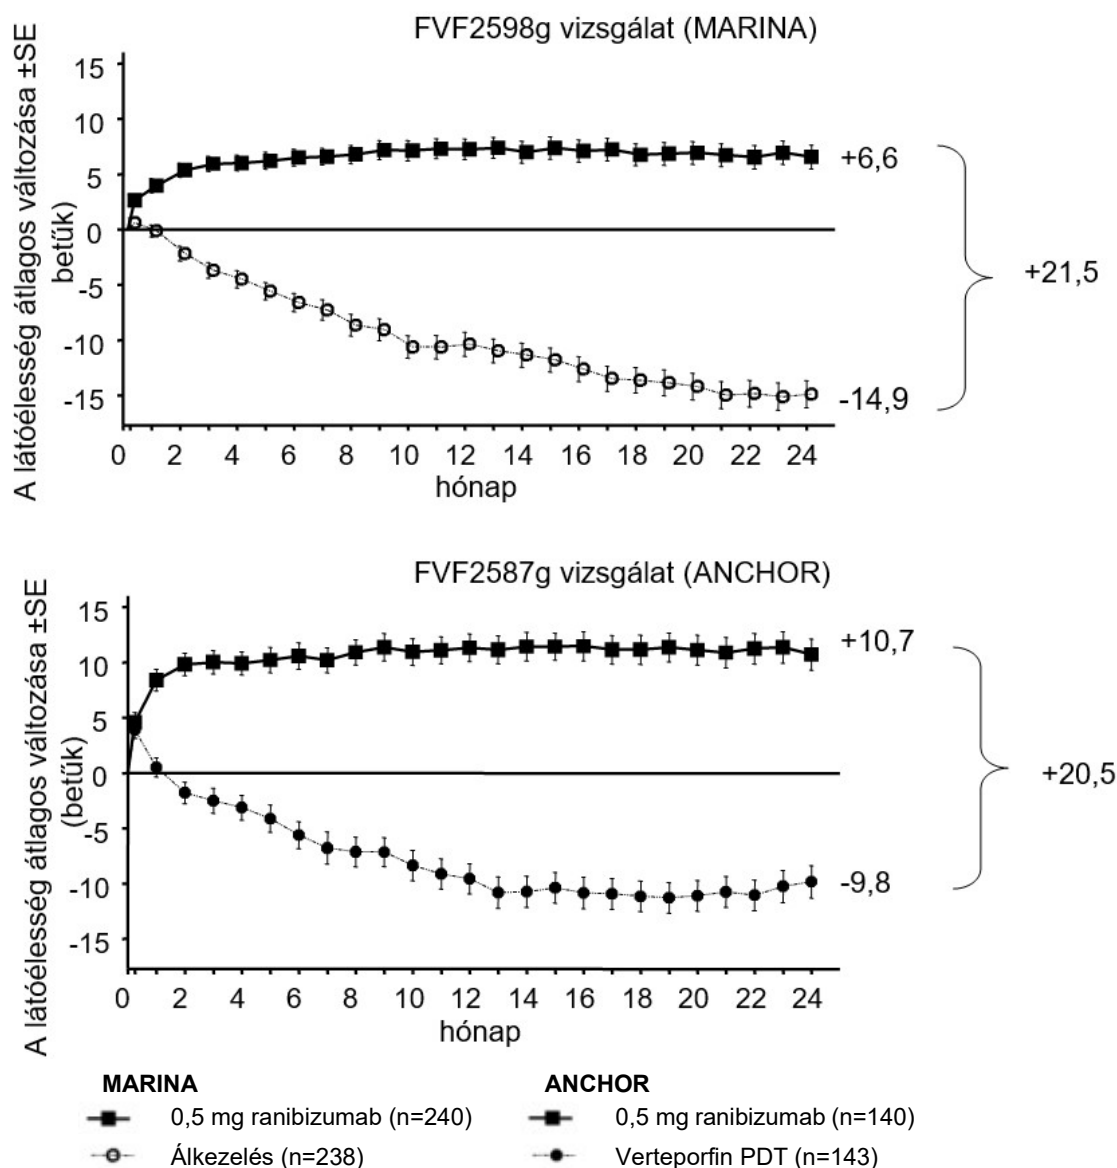 FVF2598g vizsgálat (MARINA)
A látóélesség átlagos változása ±SE
betűk)
15
10
5
0
-5
-10
-15
+6,6
+21,5
-14,9
0 2 4 6 8 10 12 14 16 18 20 22 24
hónap
FVF2587g vizsgálat (ANCHOR)
A látóélesség átlagos változása ±SE
(betűk)
15
10
5
0
-5
-10
-15
+10,7
+20,5
-9,8
0 2 4 6 8 10 12 14 16 18 20 22 24
hónap
MARINA
0,5 mg ranibizumab (n=240)
Álkezelés (n=238)
ANCHOR
0,5 mg ranibizumab (n=140)
Verteporfin PDT (n=143)